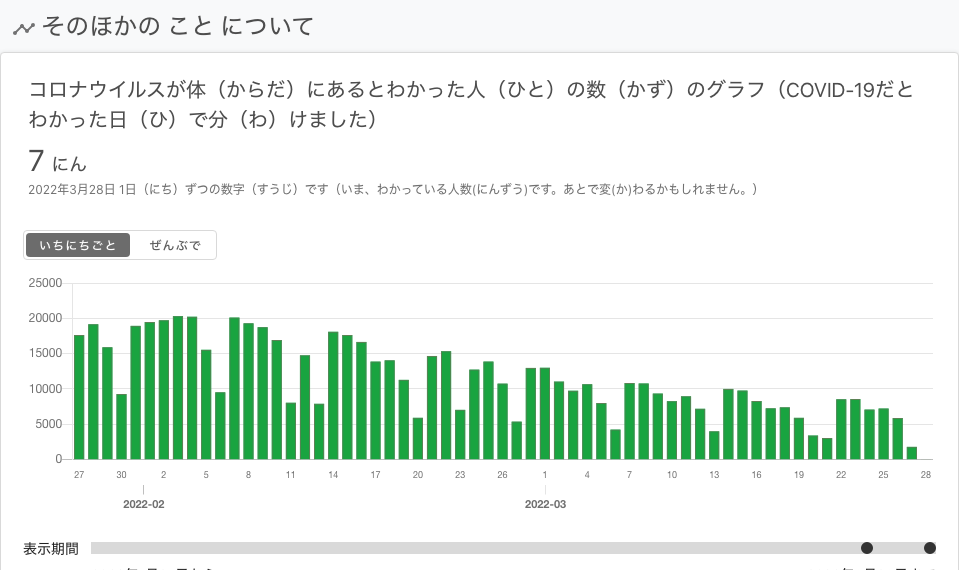 そのほかの こと について
コロナウイルスが体（からだ）にあるとわかった人（ひと）の数（かず）のグラフ（COVID-19だと
わかった日（ひ）で分（わ）けました）
7 にん
2022年3月28日 1日（にち）ずつの数字（すうじ）です（いま、わかっている人数(にんずう)です。あとで変(か)わるかもしれません。）
いちにちごと ぜんぶで
25000
20000
15000
10000
5000
0
27 30 2 5 8 11 14 17 20 23 26 1 4 7 10 13 16 19 22 25 28
2022-02 2022-03
表示期間